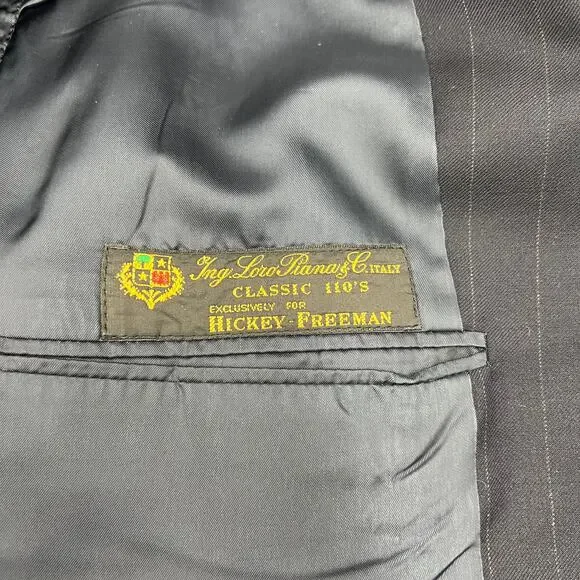 Ing. Loro Piana & C. ITALY
CLASSIC 110'S
EXCLUSIVELY FOR
HICKEY-FREEMAN